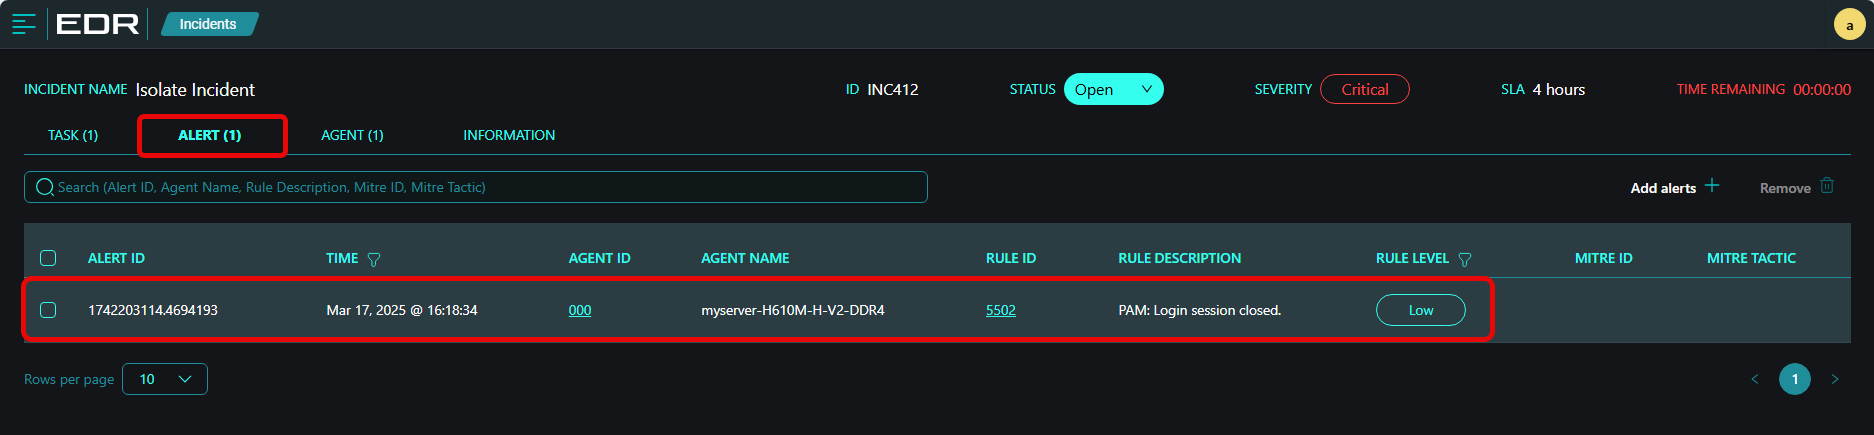 EDR Incidents a
INCIDENT NAME Isolate Incident ID INC412 STATUS Open SEVERITY Critical SLA 4 hours TIME REMAINING 00:00:00
TASK (1) ALERT (1) AGENT (1) INFORMATION
Search (Alert ID, Agent Name, Rule Description, Mitre ID, Mitre Tactic) Add alerts Remove
ALERT ID TIME AGENT ID AGENT NAME RULE ID RULE DESCRIPTION RULE LEVEL MITRE ID MITRE TACTIC
1742203114.4694193 Mar 17, 2025 @ 16:18:34 000 myserver-H610M-H-V2-DDR4 5502 PAM: Login session closed. Low
Rows per page 10 < 1 >